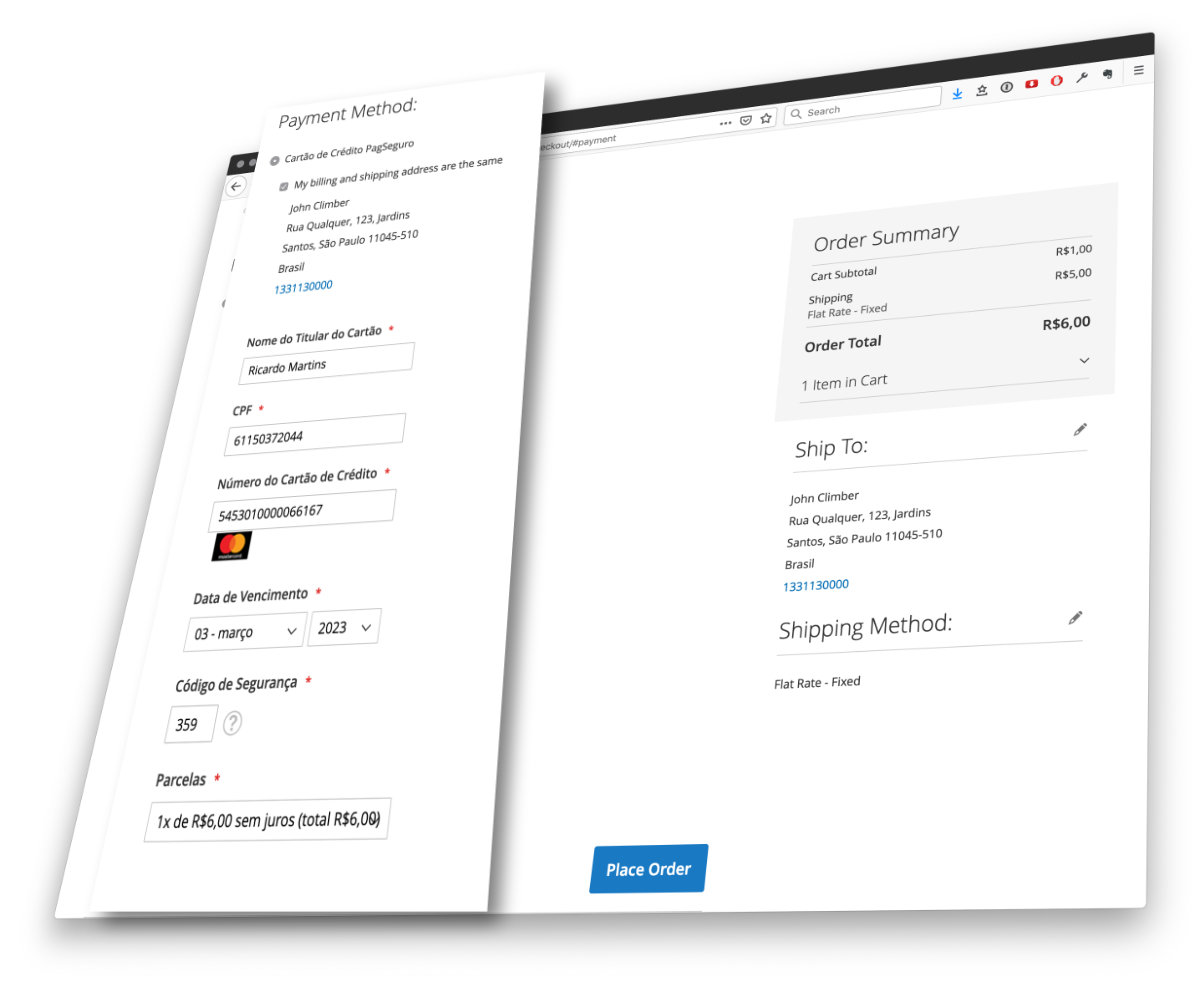 Payment Method:
Cartão de Crédito PagSeguro
My billing and shipping address are the same
John Climber
Rua Qualquer, 123, Jardins
Santos, São Paulo 11045-510
Brasil
1331130000
Nome do Titular do Cartão *
Ricardo Martins
CPF *
61150372044
Número do Cartão de Crédito *
5453010000066167
mastercard
Data de Vencimento *
03 - março 2023
Código de Segurança *
359 ?
Parcelas *
1x de R$6,00 sem juros (total R$6,00)
eckout/#payment
Search
Order Summary
Cart Subtotal R$1,00
Shipping R$5,00
Flat Rate - Fixed
Order Total R$6,00
1 Item in Cart
Ship To:
John Climber
Rua Qualquer, 123, Jardins
Santos, São Paulo 11045-510
Brasil
1331130000
Shipping Method:
Flat Rate - Fixed
Place Order